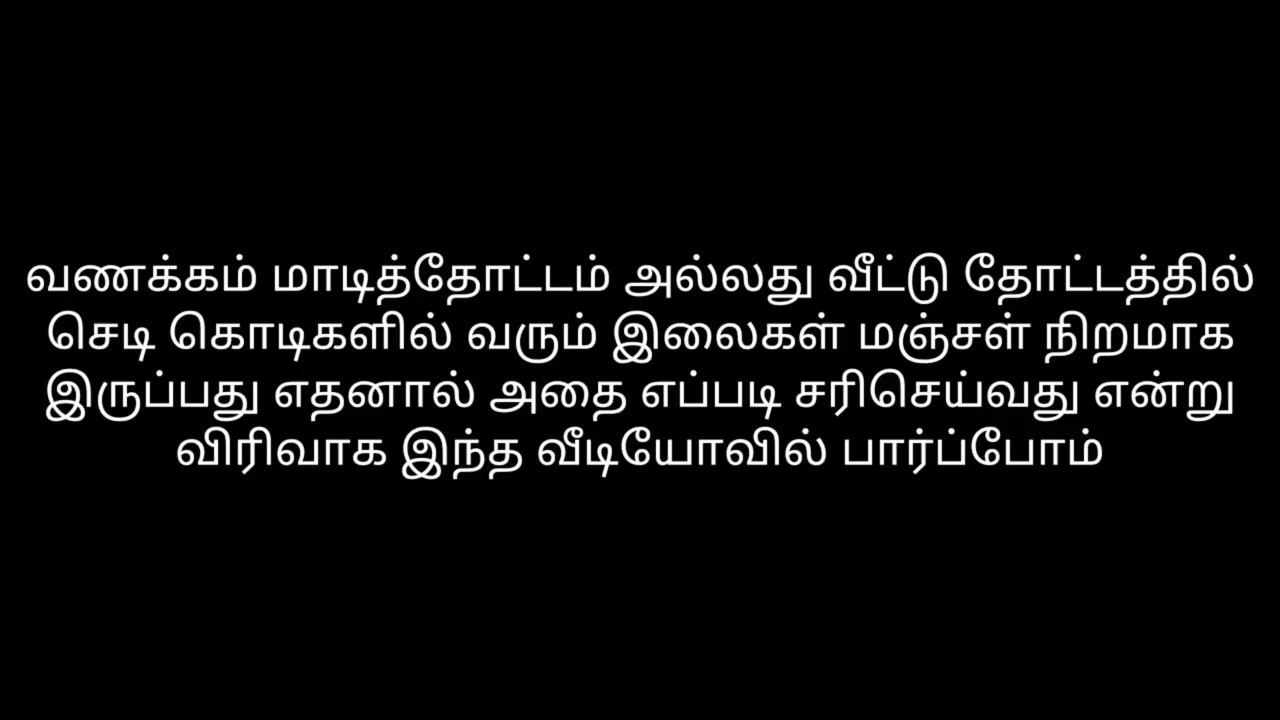 வணக்கம் மாடித்தோட்டம் அல்லது வீட்டு தோட்டத்தில்
செடி கொடிகளில் வரும் இலைகள் மஞ்சள் நிறமாக
இருப்பது எதனால் அதை எப்படி சரிசெய்வது என்று
விரிவாக இந்த வீடியோவில் பார்ப்போம்